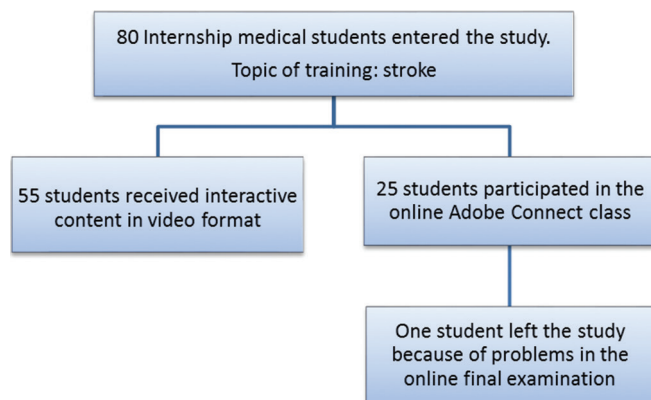 80 Internship medical students entered the study.
Topic of training: stroke
55 students received interactive
content in video format
25 students participated in the
online Adobe Connect class
One student left the study
because of problems in the
online final examination